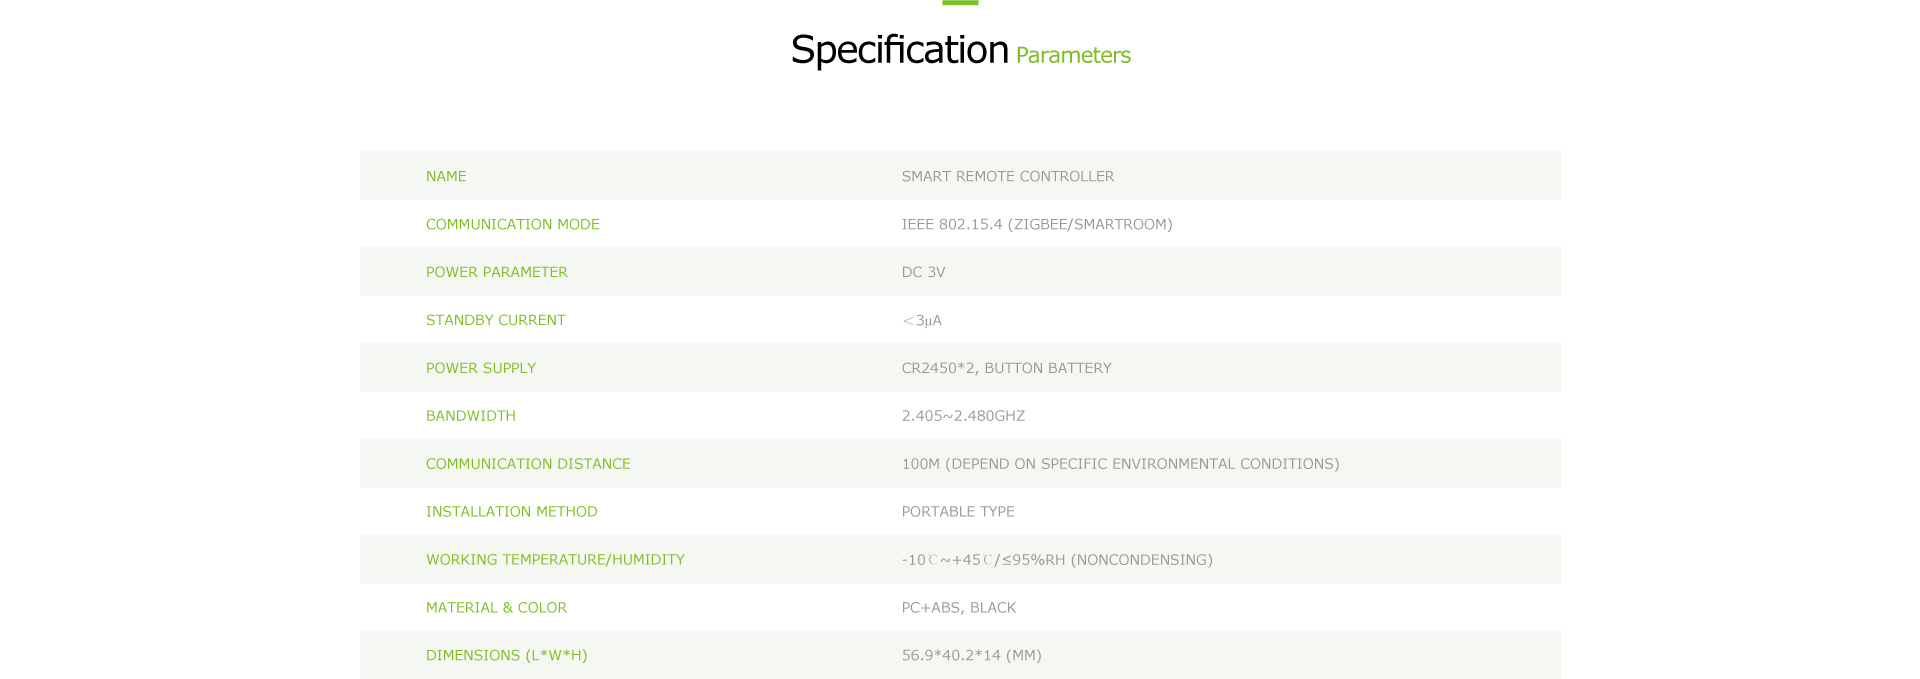 Specification Parameters
NAME SMART REMOTE CONTROLLER
COMMUNICATION MODE IEEE 802.15.4 (ZIGBEE/SMARTROOM)
POWER PARAMETER DC 3V
STANDBY CURRENT ＜3μA
POWER SUPPLY CR2450*2, BUTTON BATTERY
BANDWIDTH 2.405~2.480GHZ
COMMUNICATION DISTANCE 100M (DEPEND ON SPECIFIC ENVIRONMENTAL CONDITIONS)
INSTALLATION METHOD PORTABLE TYPE
WORKING TEMPERATURE/HUMIDITY -10℃~+45℃/≤95%RH (NONCONDENSING)
MATERIAL & COLOR PC+ABS, BLACK
DIMENSIONS (L*W*H) 56.9*40.2*14 (MM)